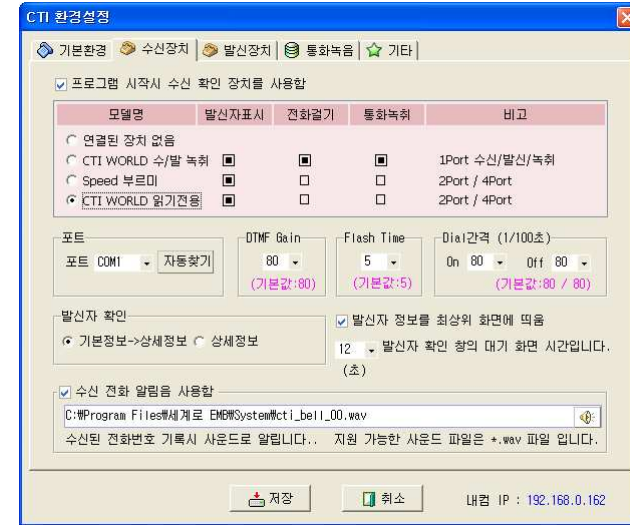 CTI 환경설정
기본환경 수신장치 발신장치 통화녹음 기타
프로그램 시작시 수신 확인 장치를 사용함
모델명 발신자표시 전화걸기 통화녹취 비고
연결된 장치 없음
CTI WORLD 수/발 녹취 1Port 수신/발신/녹취
Speed 부르미 2Port / 4Port
CTI WORLD 읽기전용 2Port / 4Port
포트 DTMF Gain Flash Time Dial간격 (1/100초)
포트 COM1 자동찾기 80 5 On 80 Off 80
(기본값:80) (기본값:5) (기본값:80 / 80)
발신자 확인
기본정보->상세정보 상세정보
발신자 정보를 최상위 화면에 띄움
12 발신자 확인 창의 대기 화면 시간입니다.
(초)
수신 전화 알림음 사용함
C:₩Program Files₩세계로 EMB₩System₩cti_bell_00.wav
수신된 전화번호 기록시 사운드로 알립니다.. 지원 가능한 사운드 파일은 *.wav 파일 입니다.
저장 취소 내컴 IP : 192.168.0.162